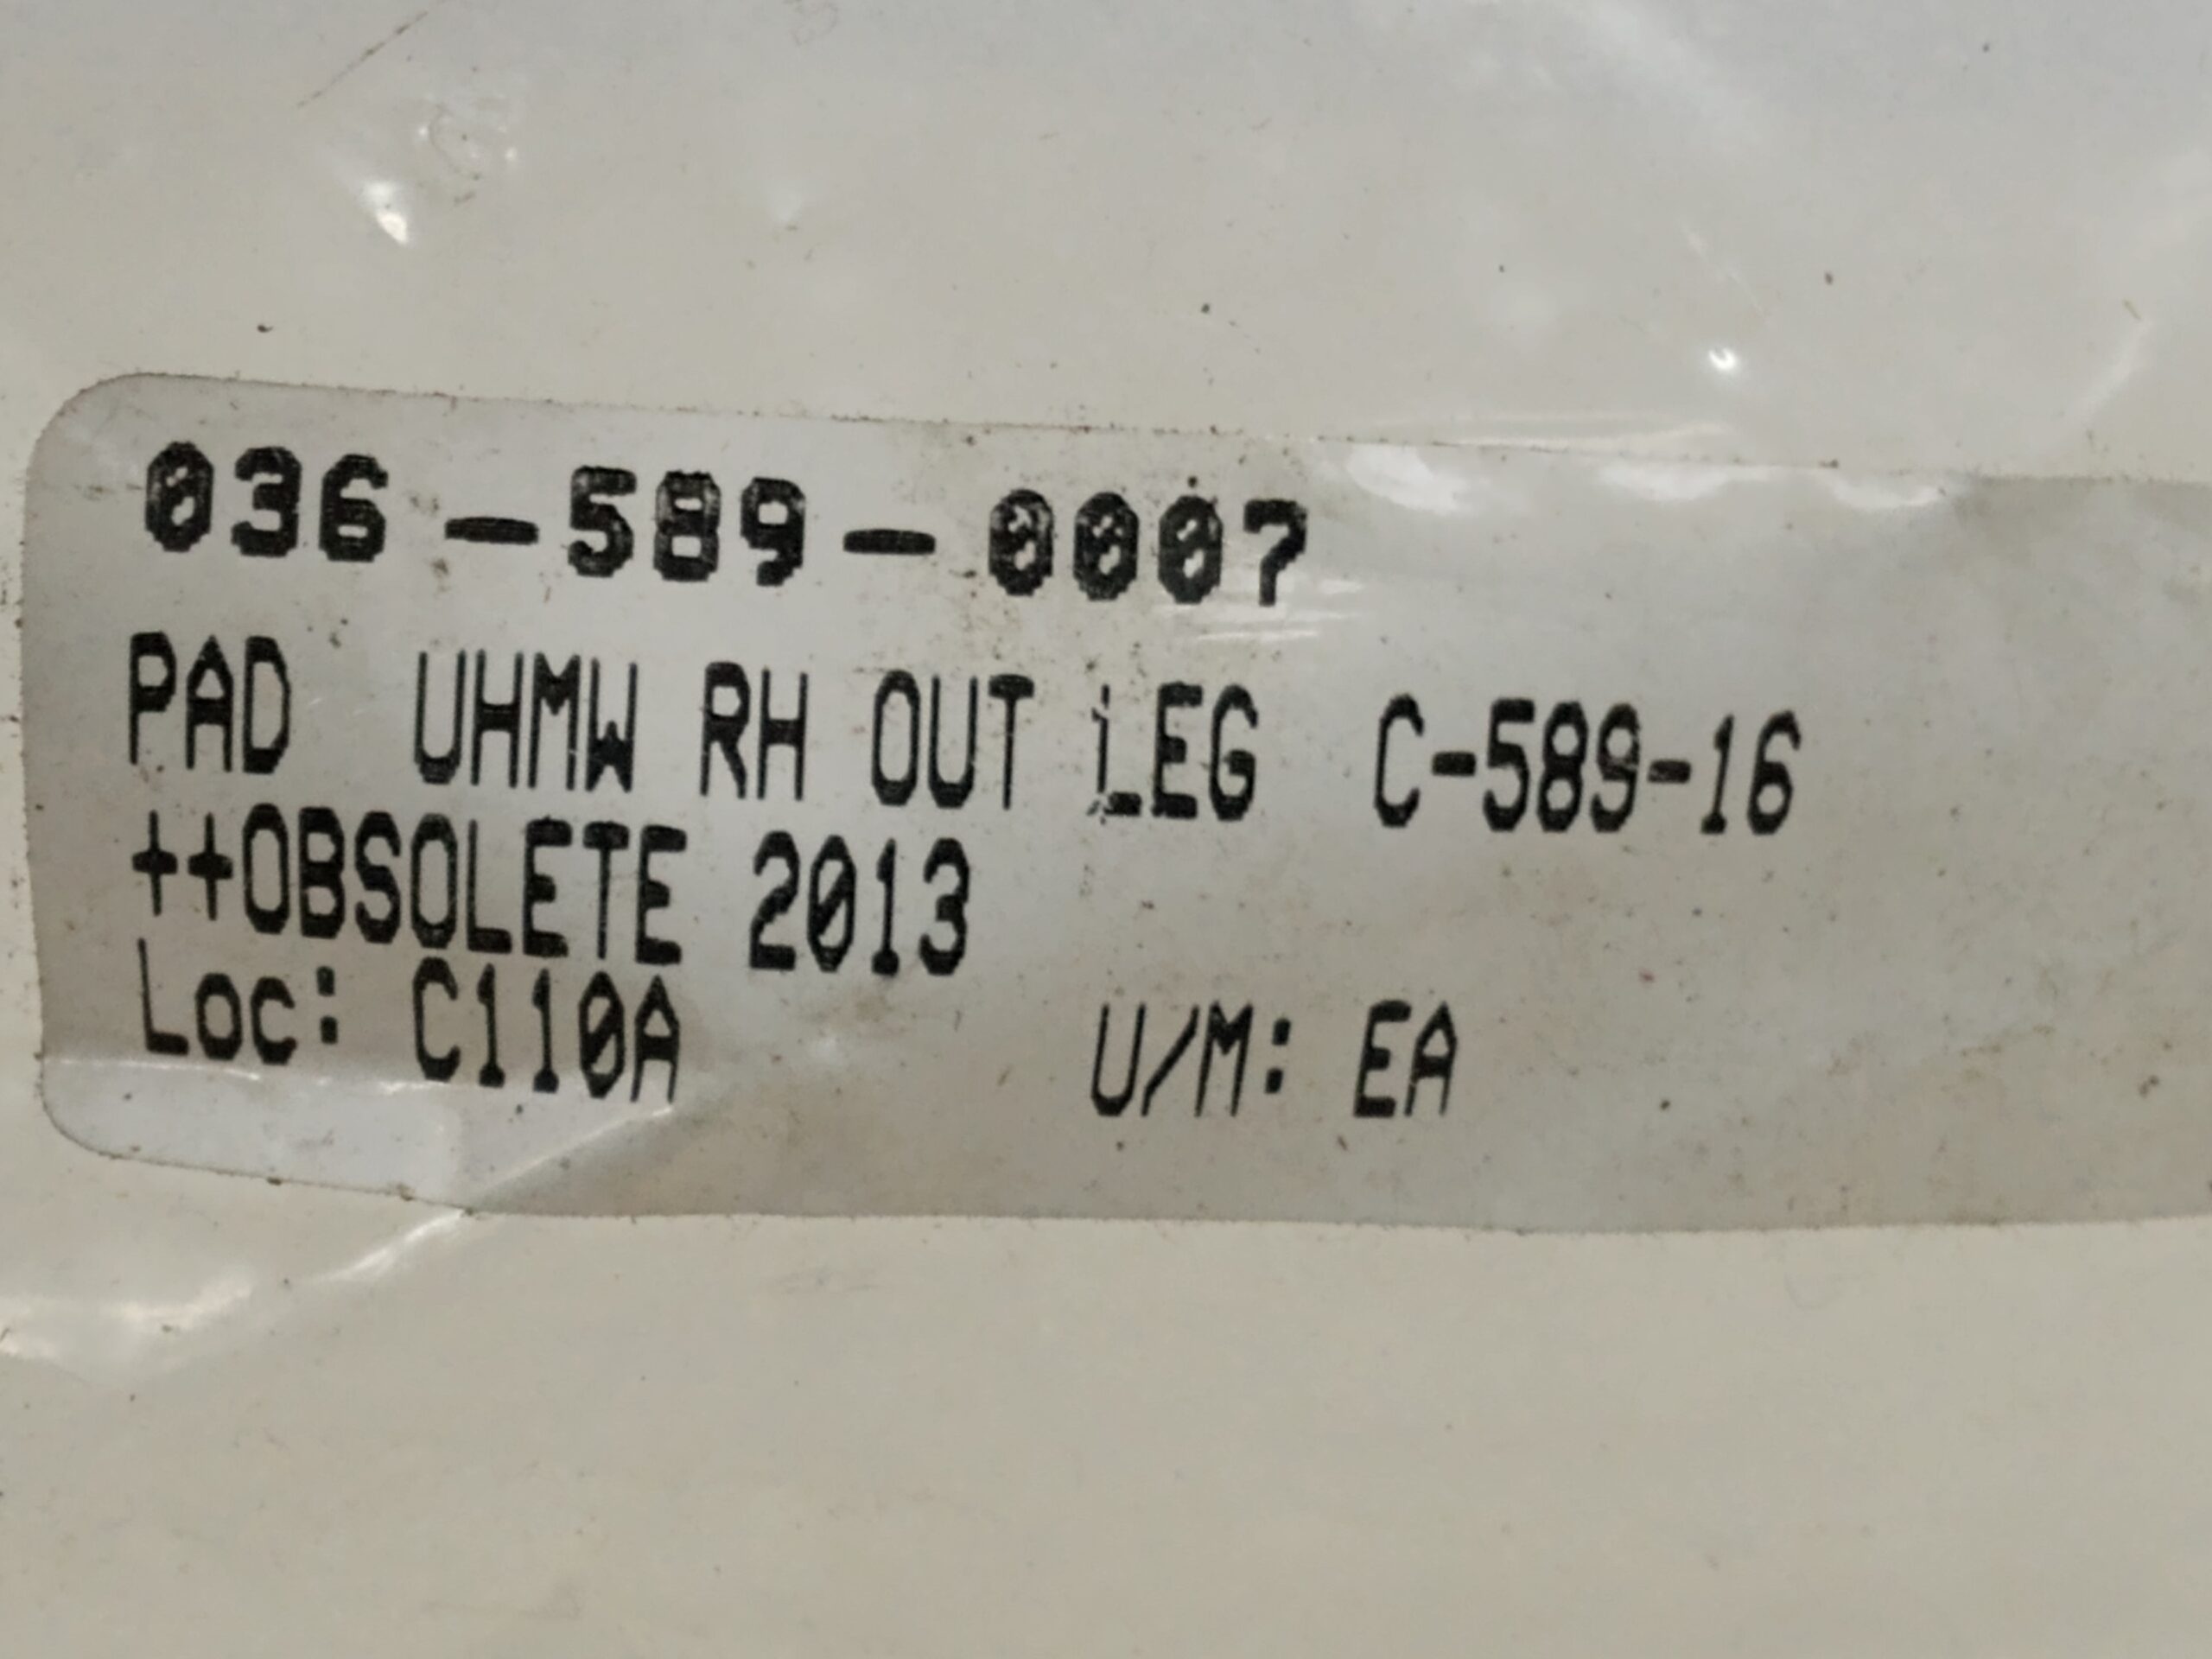 036-589-0007
PAD UHMW RH OUT LEG C-589-16
++OBSOLETE 2013
Loc: C110A U/M: EA